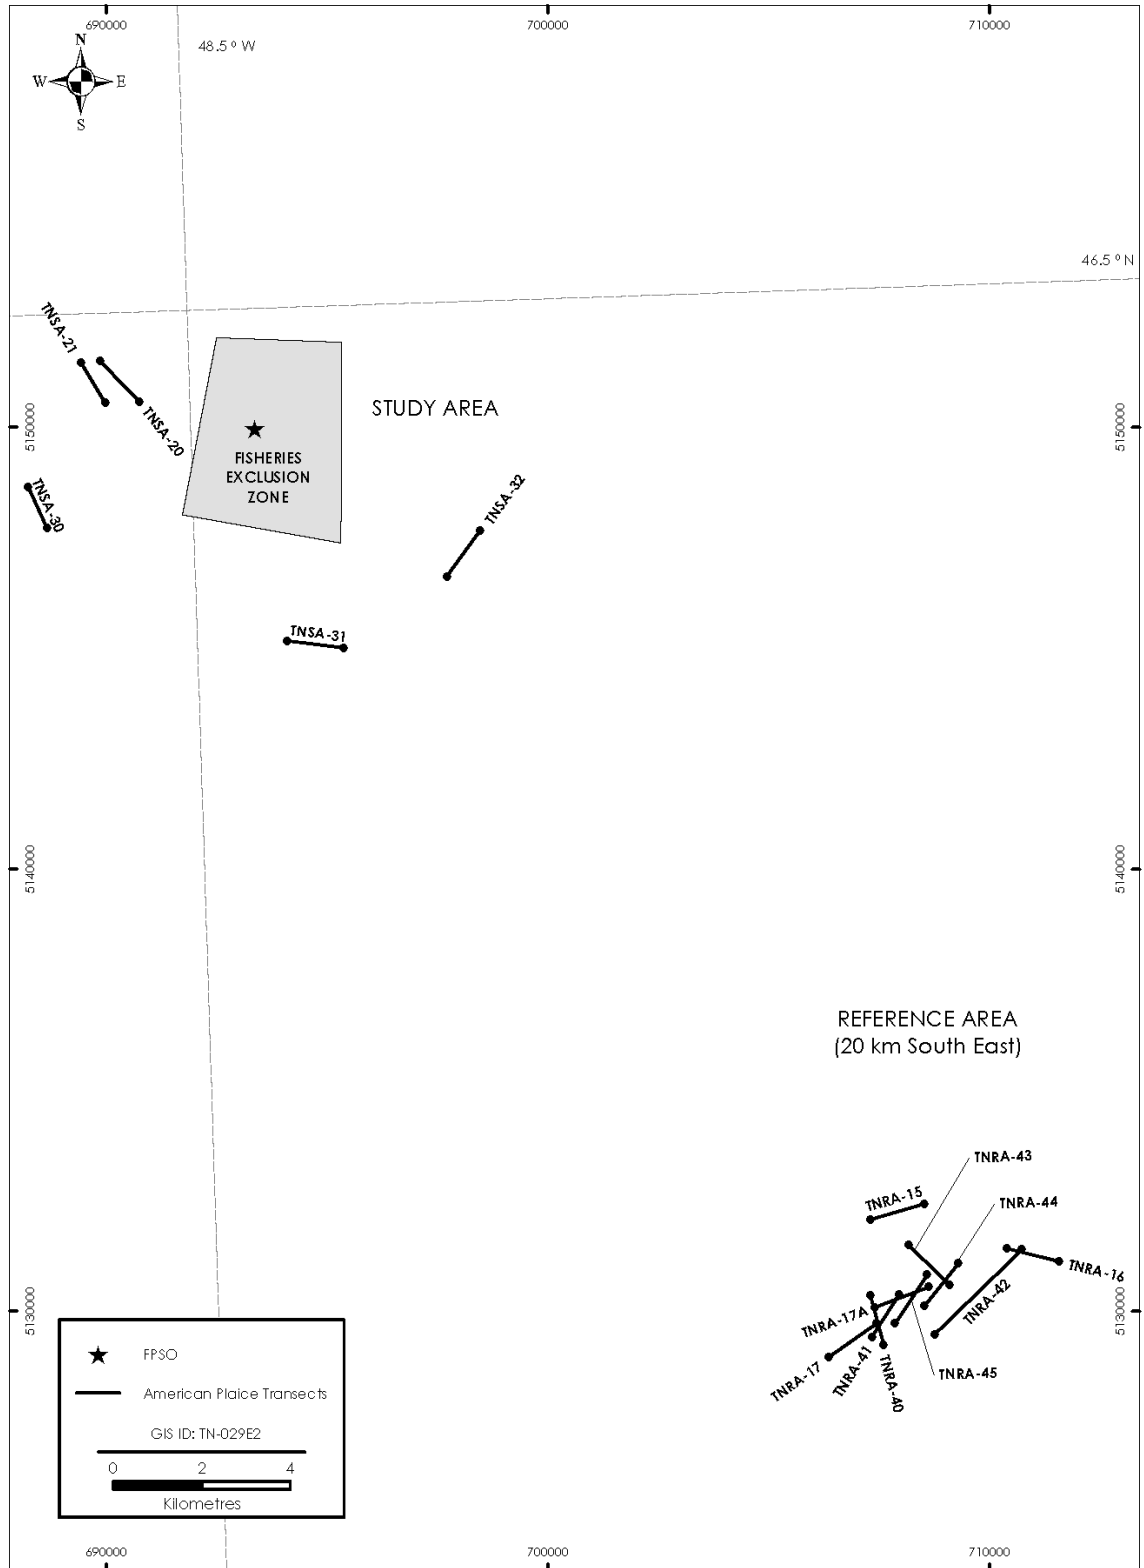 690000
700000
710000
48.5 º W
N
W
E
S
46.5 º N
TNSA-21
TNSA-20
STUDY AREA
5150000
5150000
FISHERIES
EXCLUSION
ZONE
TNSA-30
TNSA-32
TNSA-31
5140000
5140000
REFERENCE AREA
(20 km South East)
TNRA-43
TNRA-15
TNRA-44
TNRA-16
TNRA-42
TNRA-17A
5130000
5130000
TNRA-17
TNRA-41
TNRA-40
TNRA-45
FPSO
American Plaice Transects
GIS ID: TN-029E2
0 2 4
Kilometres
690000
700000
710000